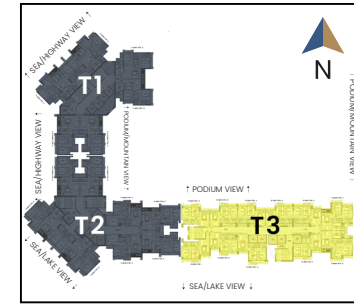 ↑ SEA/HIGHWAY VIEW ↑
T1
N
↑ SEA/HIGHWAY VIEW ↑
↑ PODIUM/MOUNTAIN VIEW ↑
↑ PODIUM/MOUNTAIN VIEW ↑
↑ PODIUM VIEW ↑
T2
T3
↓ SEA/LAKE VIEW ↓
↓ SEA/LAKE VIEW ↓